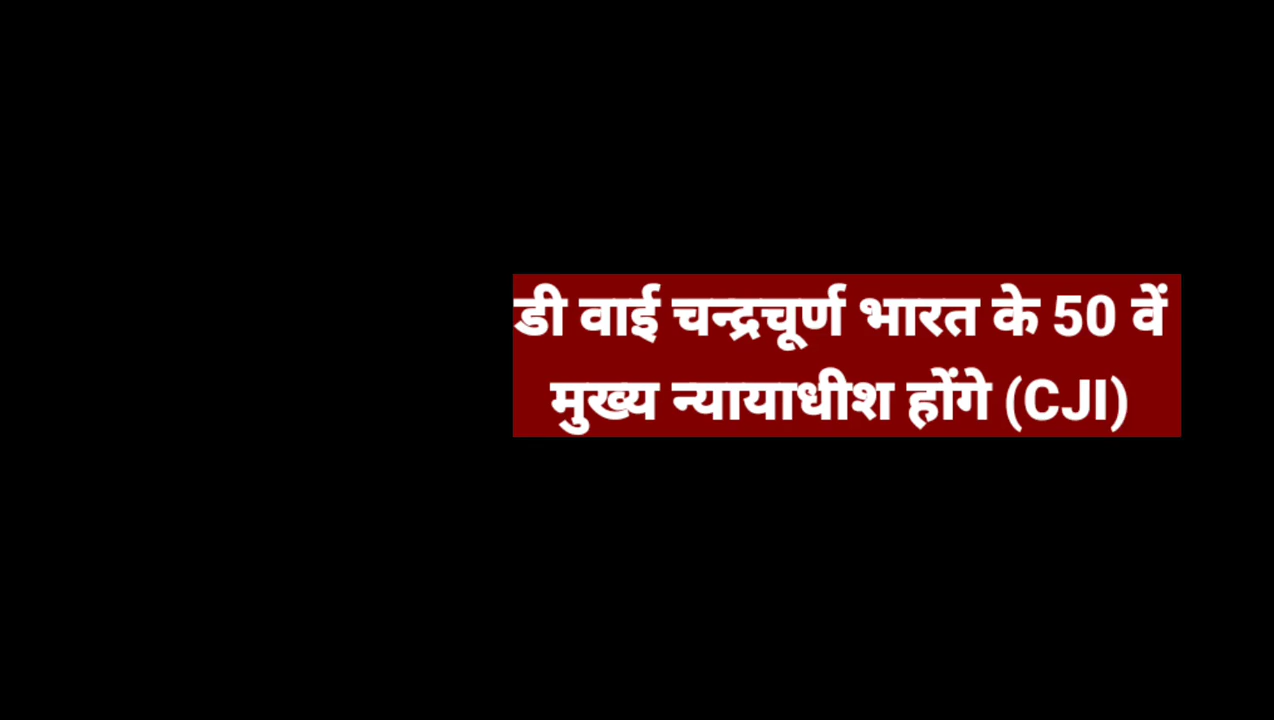 डी वाई चन्द्रचूर्ण भारत के 50 वें
मुख्य न्यायाधीश होंगे (CJI)